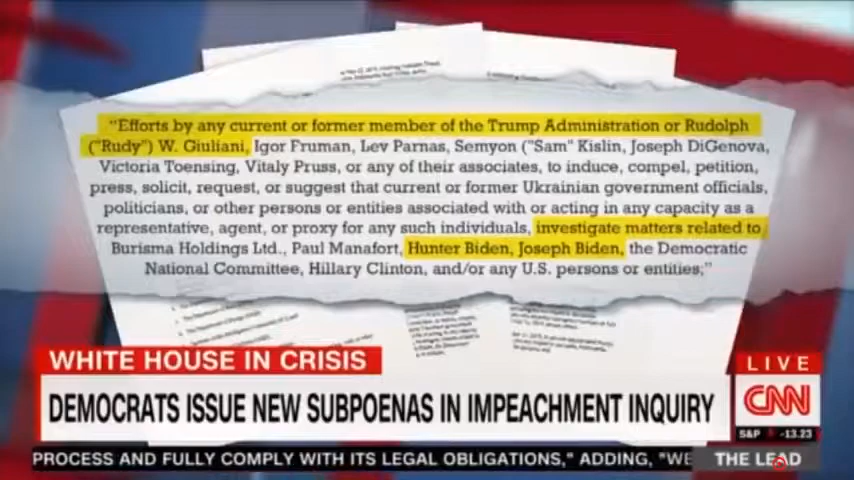 "Efforts by any current or former member of the Trump Administration or Rudolph
("Rudy") W. Giuliani, Igor Fruman, Lev Parnas, Semyon ("Sam" Kislin, Joseph DiGenova,
Victoria Toensing, Vitaly Pruss, or any of their associates, to induce, compel, petition,
press, solicit, request, or suggest that current or former Ukrainian government officials,
politicians, or other persons or entities associated with or acting in any capacity as a
representative, agent, or proxy for any such individuals, investigate matters related to
Burisma Holdings Ltd., Paul Manafort, Hunter Biden, Joseph Biden, the Democratic
National Committee, Hillary Clinton, and/or any U.S. persons or entities;"
WHITE HOUSE IN CRISIS
LIVE
DEMOCRATS ISSUE NEW SUBPOENAS IN IMPEACHMENT INQUIRY
CNN
S&P -13.23
PROCESS AND FULLY COMPLY WITH ITS LEGAL OBLIGATIONS," ADDING, "WE
THE LEAD